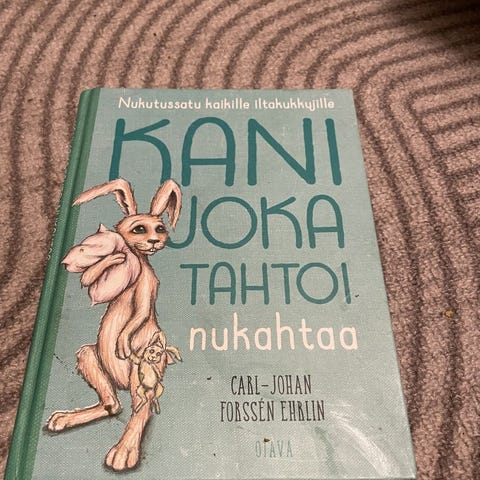 Nukutussatu kaikille iltakukkujille
KANI
JOKA
TAHTOI
nukahtaa
CARL-JOHAN
FORSSÉN EHRLIN
OTAVA